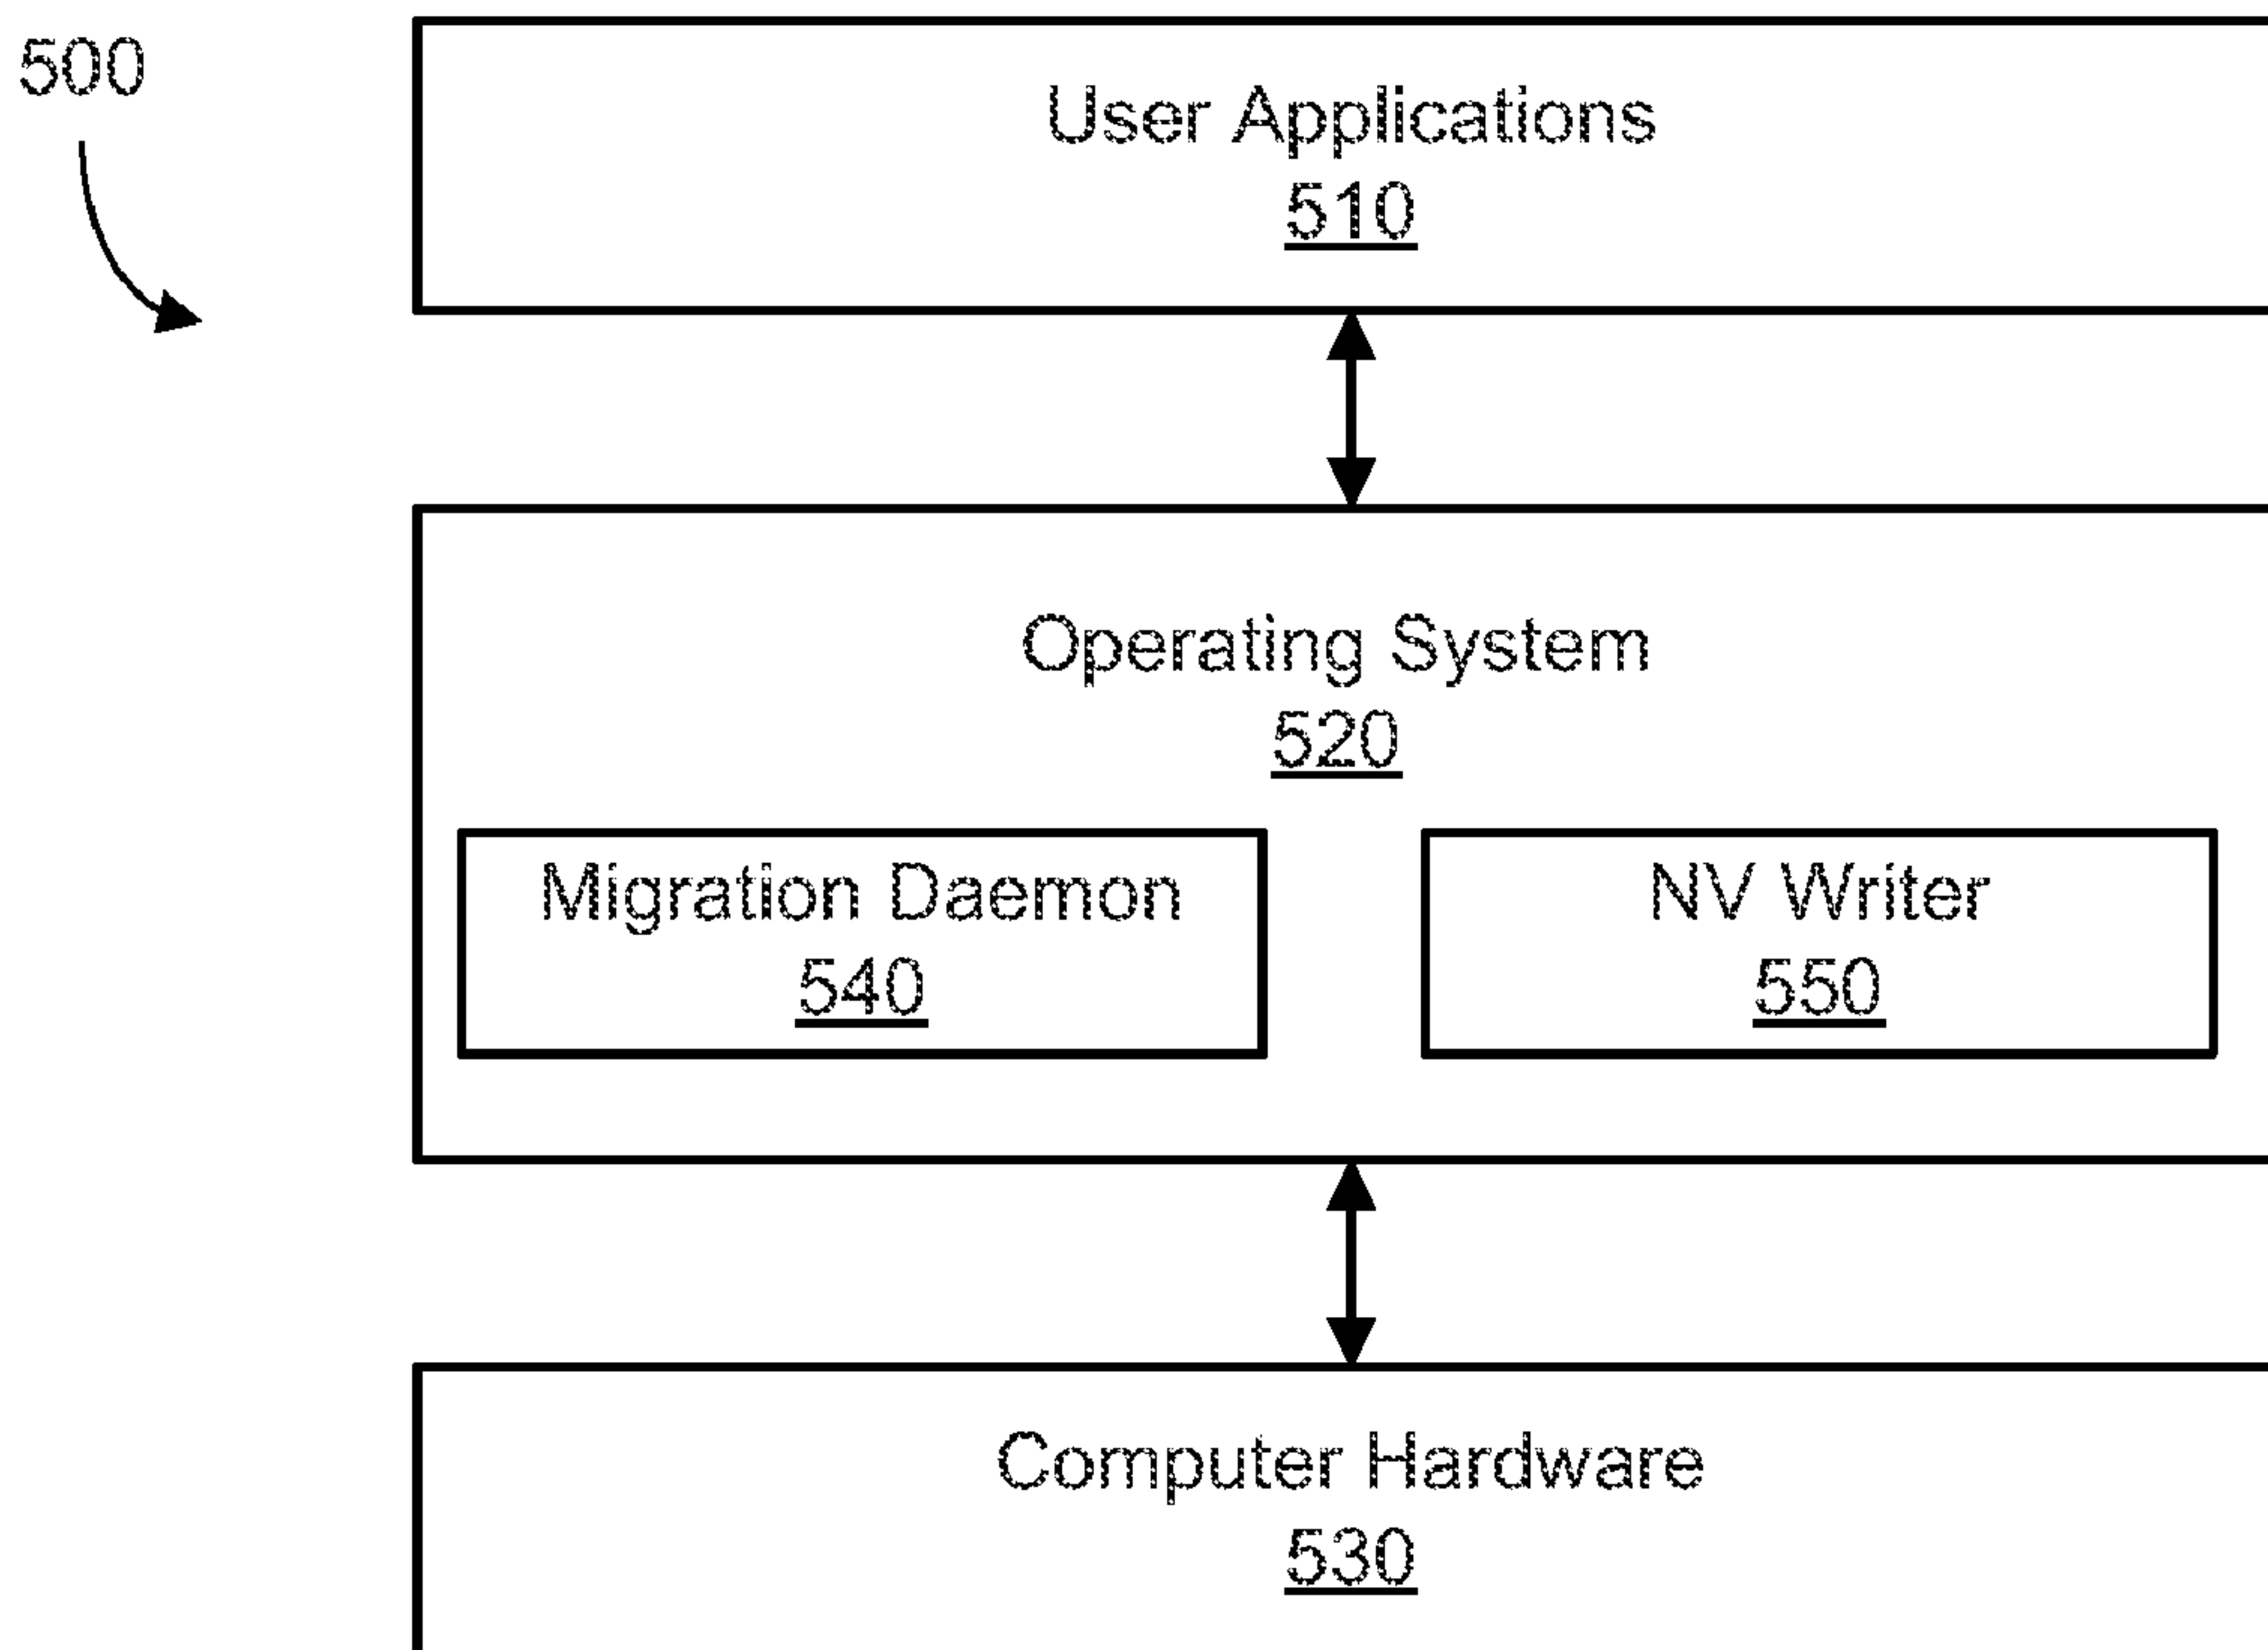 500
User Applications
510
Operating System
520
Migration Daemon
540
NV Writer
550
Computer Hardware
530